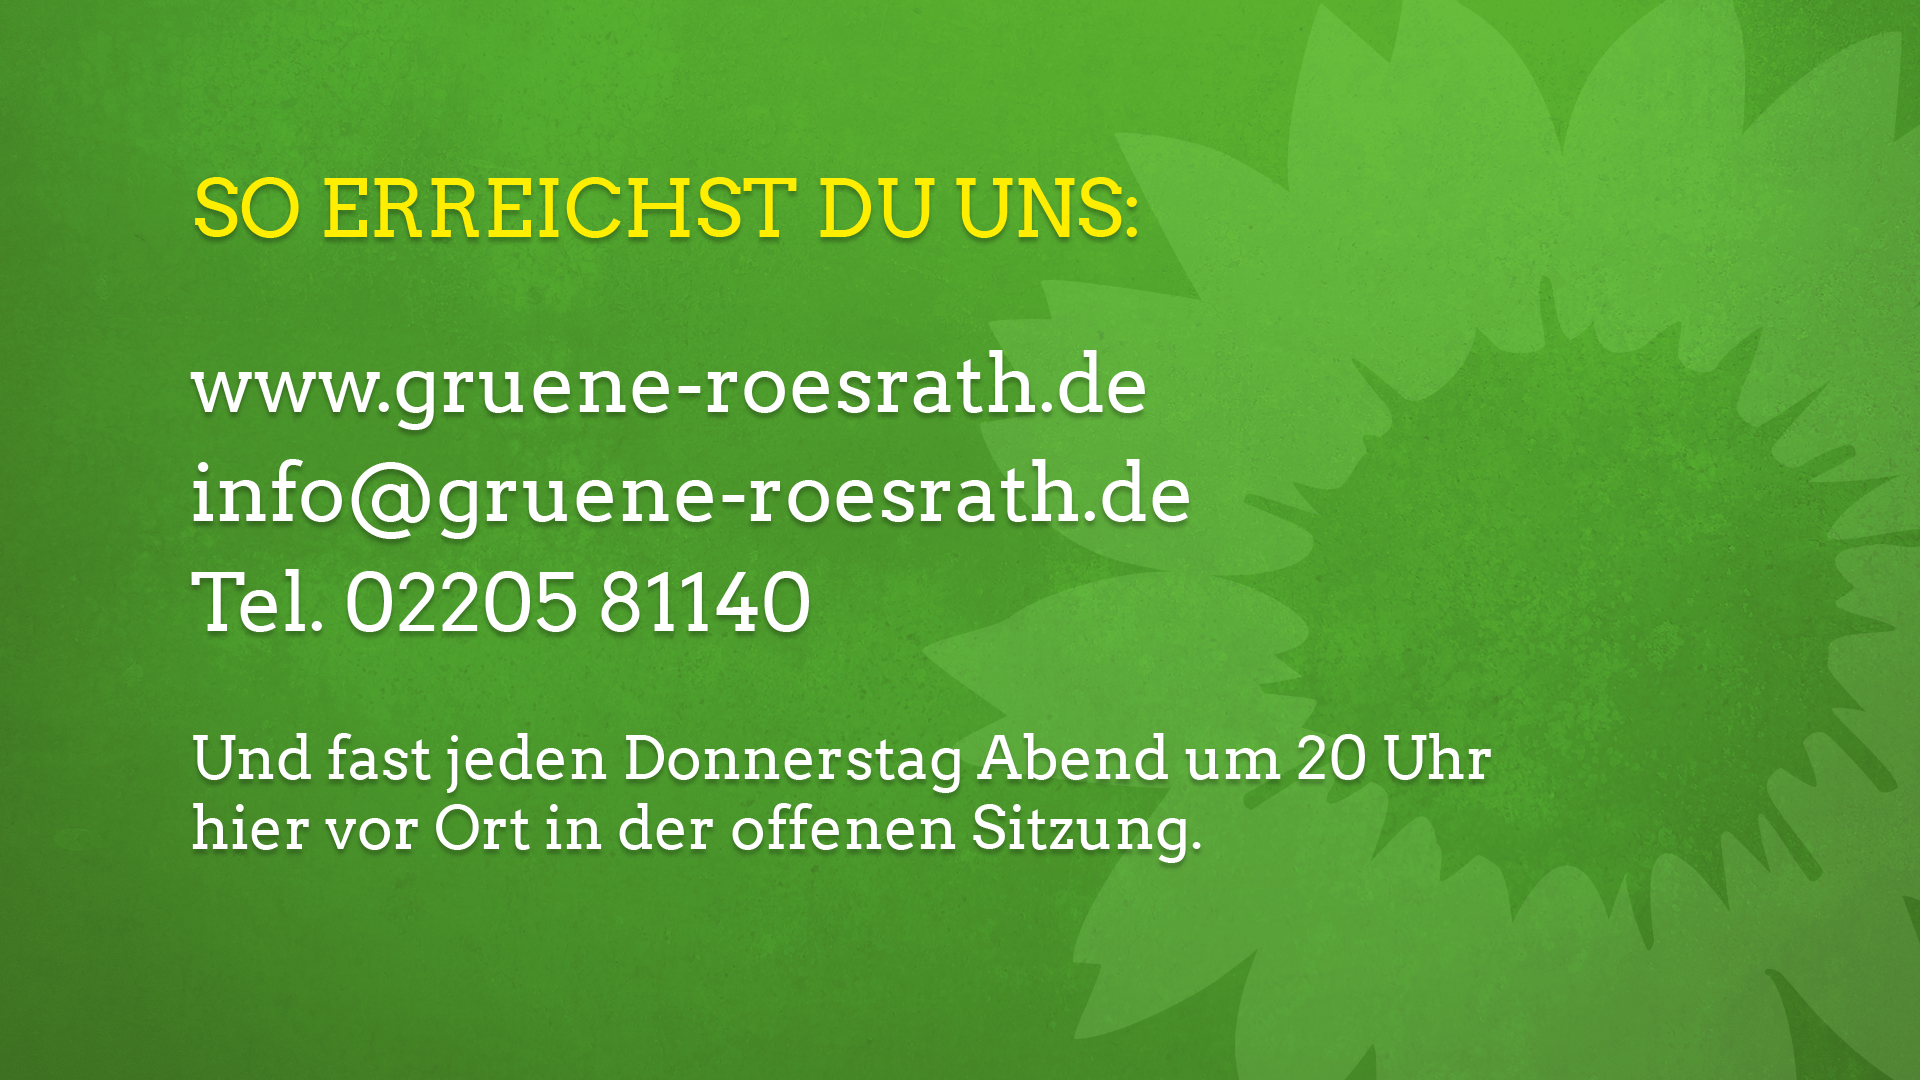 SO ERREICHST DU UNS:
www.gruene-roesrath.de
info@gruene-roesrath.de
Tel. 02205 81140
Und fast jeden Donnerstag Abend um 20 Uhr
hier vor Ort in der offenen Sitzung.